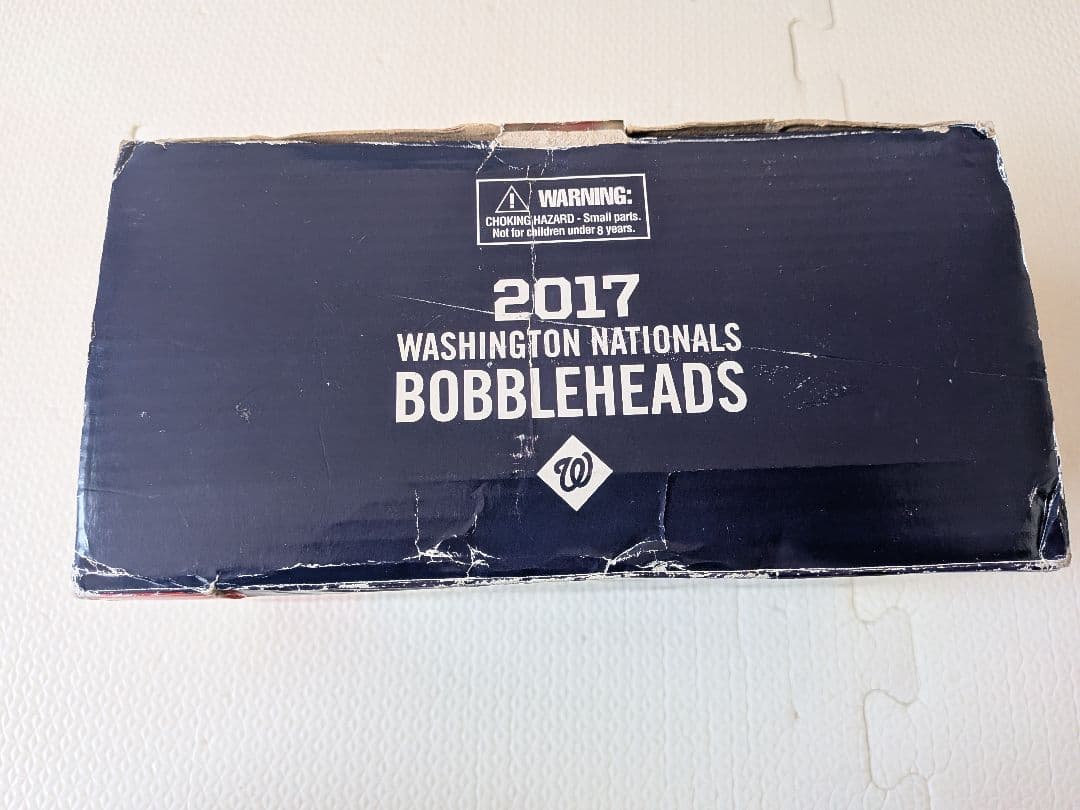 WARNING:
CHOKING HAZARD - Small parts.
Not for children under 8 years.
2017
WASHINGTON NATIONALS
BOBBLEHEADS
W